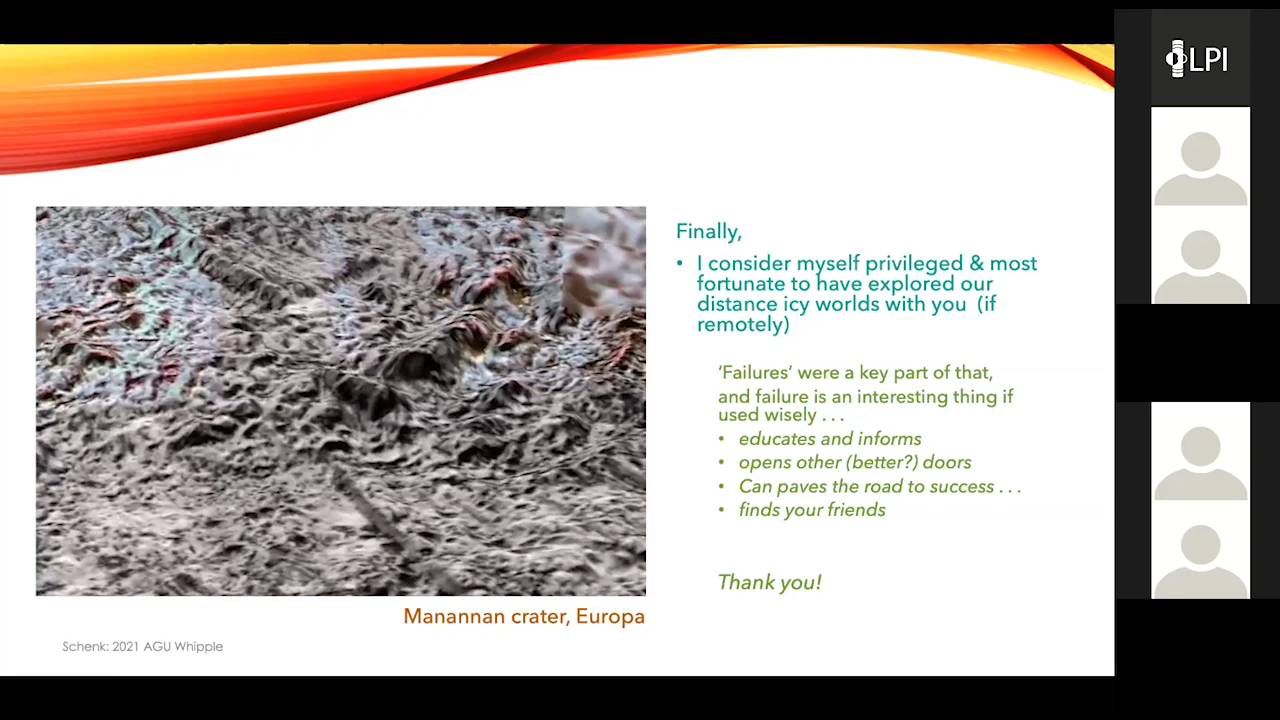 LPI
Finally,
• I consider myself privileged & most
fortunate to have explored our
distance icy worlds with you (if
remotely)
‘Failures’ were a key part of that,
and failure is an interesting thing if
used wisely . . .
• educates and informs
• opens other (better?) doors
• Can paves the road to success . . .
• finds your friends
Thank you!
Manannan crater, Europa
Schenk: 2021 AGU Whipple